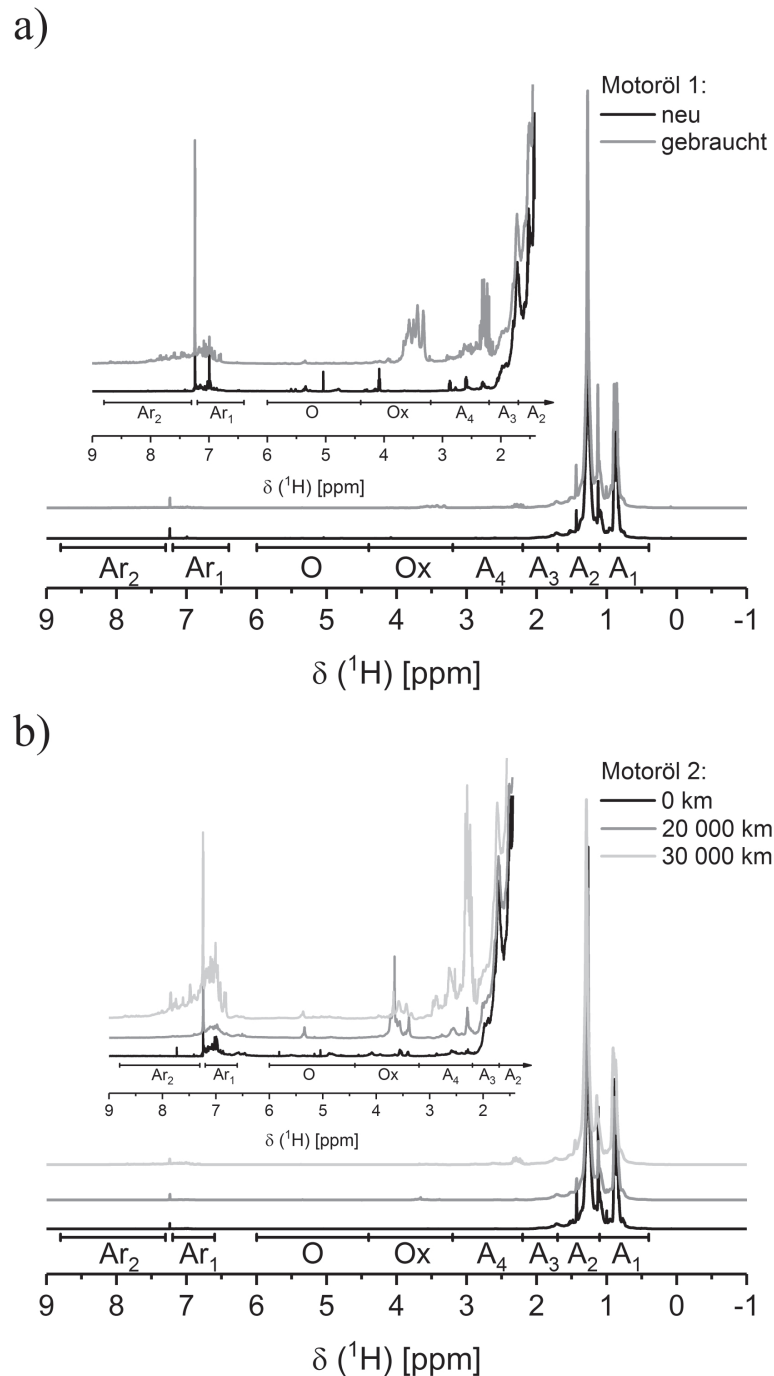 a)
Motoröl 1:
neu
gebraucht
Ar₂ Ar₁ O Ox A₄ A₃ A₂
9 8 7 6 5 4 3 2
δ (¹H) [ppm]
Ar₂ Ar₁ O Ox A₄ A₃ A₂ A₁
9 8 7 6 5 4 3 2 1 0 -1
δ (¹H) [ppm]
b)
Motoröl 2:
0 km
20 000 km
30 000 km
Ar₂ Ar₁ O Ox A₄ A₃ A₂
9 8 7 6 5 4 3 2
δ (¹H) [ppm]
Ar₂ Ar₁ O Ox A₄ A₃ A₂ A₁
9 8 7 6 5 4 3 2 1 0 -1
δ (¹H) [ppm]